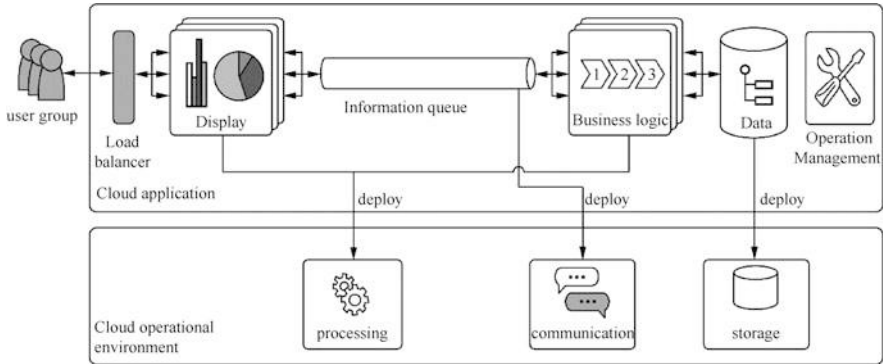 user group
Load
balancer
Display
Information queue
1 2 3
Business logic
Data
Operation
Management
Cloud application
deploy
deploy
deploy
processing
communication
storage
Cloud operational
environment